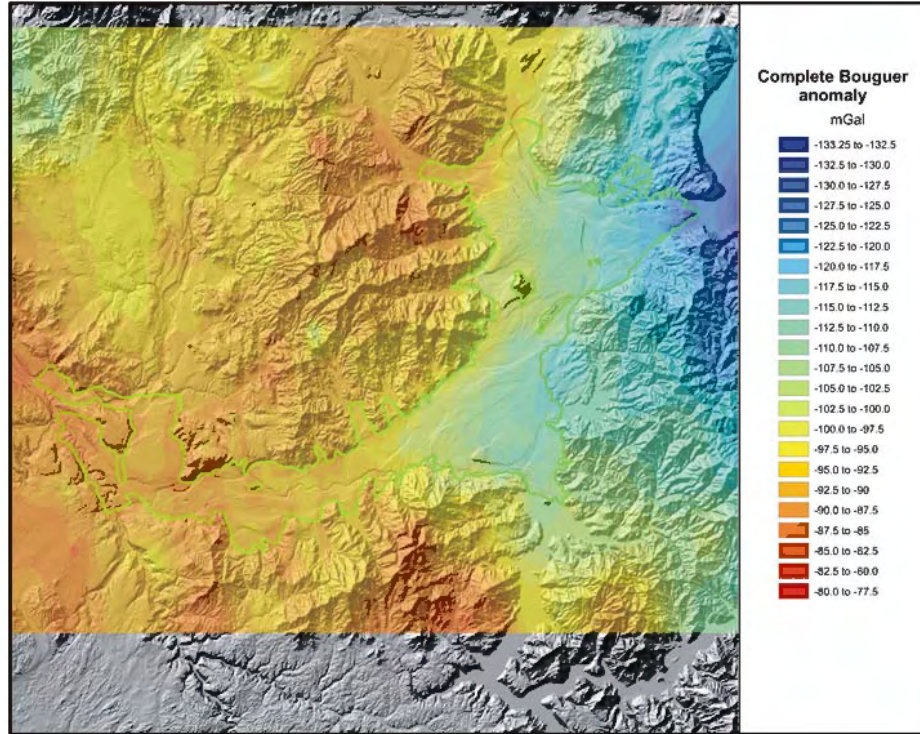 Complete Bouguer
anomaly
mGal
-133.25 to -132.5
-132.5 to -130.0
-130.0 to -127.5
-127.5 to -125.0
-125.0 to -122.5
-122.5 to -120.0
-120.0 to -117.5
-117.5 to -115.0
-115.0 to -112.5
-112.5 to -110.0
-110.0 to -107.5
-107.5 to -105.0
-105.0 to -102.5
-102.5 to -100.0
-100.0 to -97.5
-97.5 to -95.0
-95.0 to -92.5
-92.5 to -90
-90.0 to -87.5
-87.5 to -85
-85.0 to -82.5
-82.5 to -60.0
-80.0 to -77.5